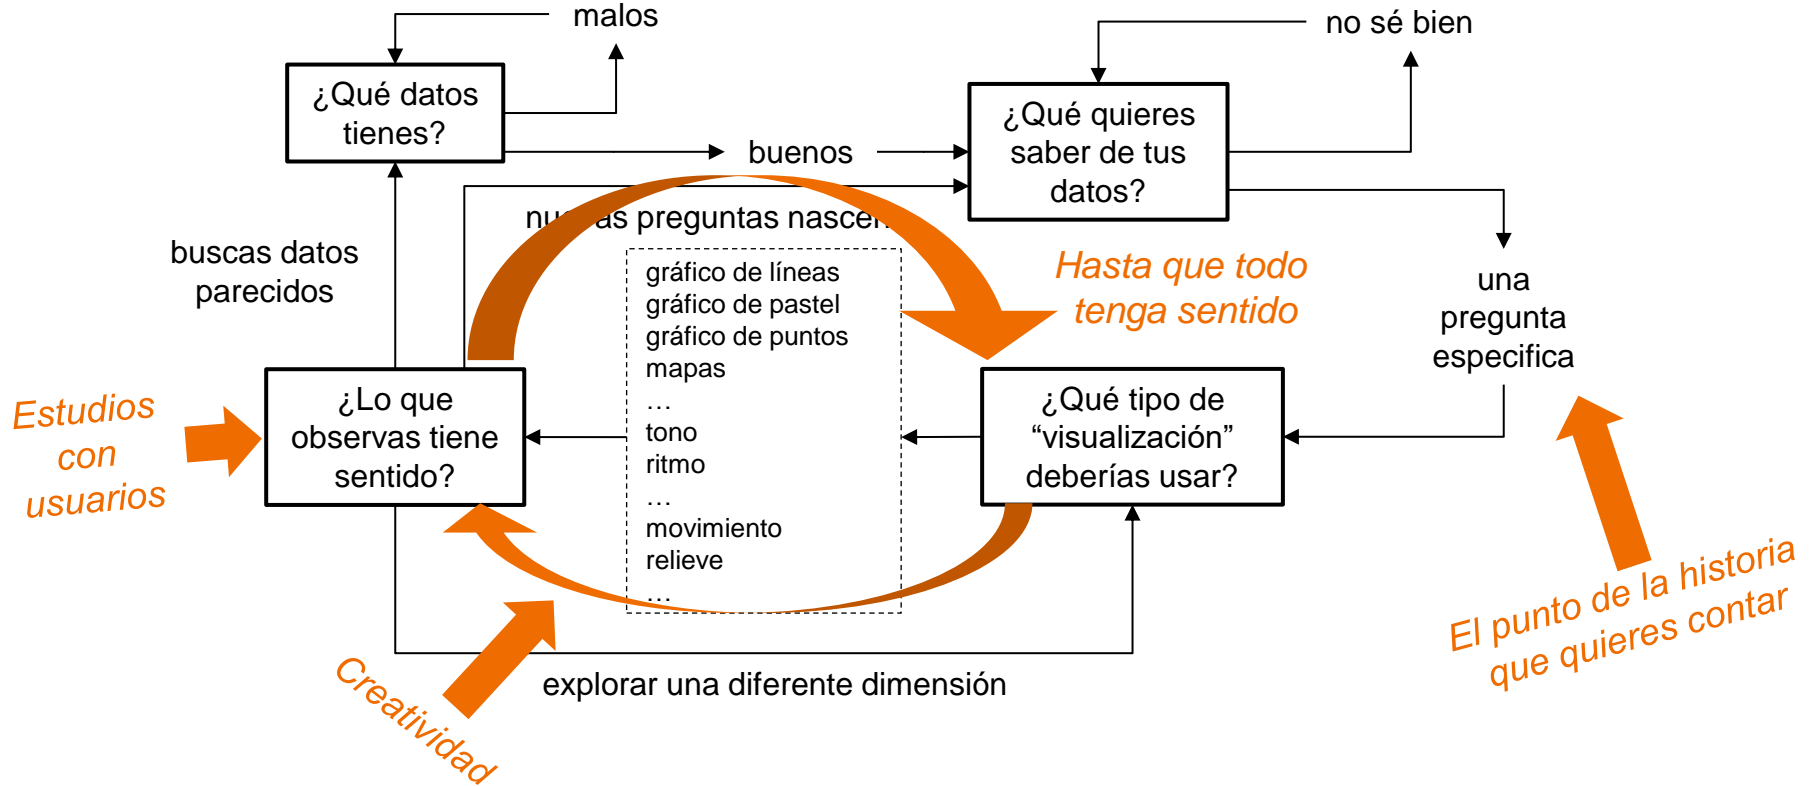 malos
no sé bien
¿Qué datos
tienes?
¿Qué quieres
saber de tus
datos?
buenos
preguntas
buscas datos
parecidos
gráfico de líneas
gráfico de pastel
gráfico de puntos
mapas
…
tono
ritmo
…
movimiento
relieve
…
Hasta que todo
tenga sentido
una
pregunta
especifica
¿Lo que
observas tiene
sentido?
¿Qué tipo de
“visualización”
deberías usar?
Estudios
con
usuarios
El punto de la historia
que quieres contar
explorar una diferente dimensión
Creatividad